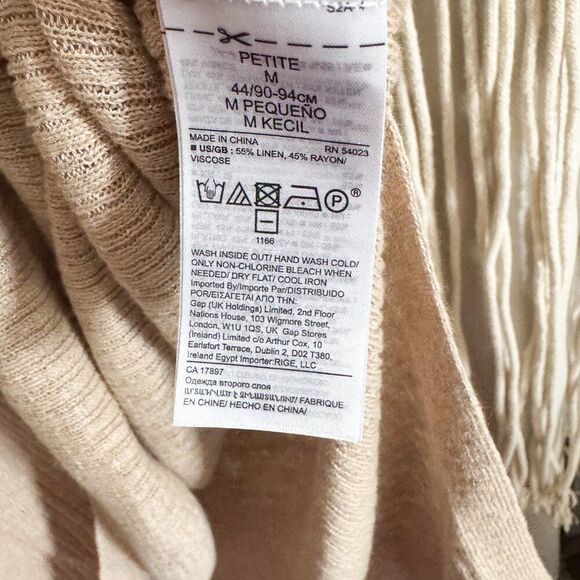 PETITE
M
44/90-94CM
M PEQUEÑO
M KECIL
MADE IN CHINA RN 54023
■ US/GB : 55% LINEN, 45% RAYON/
VISCOSE
P
1166
WASH INSIDE OUT/ HAND WASH COLD/
ONLY NON-CHLORINE BLEACH WHEN
NEEDED/ DRY FLAT/ COOL IRON
Imported By/Importe Par/DISTRIBUIDO
POR/ΕΙΣΑΓΕΤΑΙ ΑΠΟ ΤΗΝ:
Gap (UK Holdings) Limited, 2nd Floor
Nations House, 103 Wigmore Street,
London, W1U 1QS, UK Gap Stores
(Ireland) Limited c/o Arthur Cox, 10
Earlsfort Terrace, Dublin 2, D02 T380,
Ireland Egypt Importer:RIGE, LLC
CA 17897
Одежда второго слоя
ԱՐՏԱԴՐՎԱԾ Է ՉԻՆԱՍՏԱՆՈՒՄ/ FABRIQUE
EN CHINE/ HECHO EN CHINA/